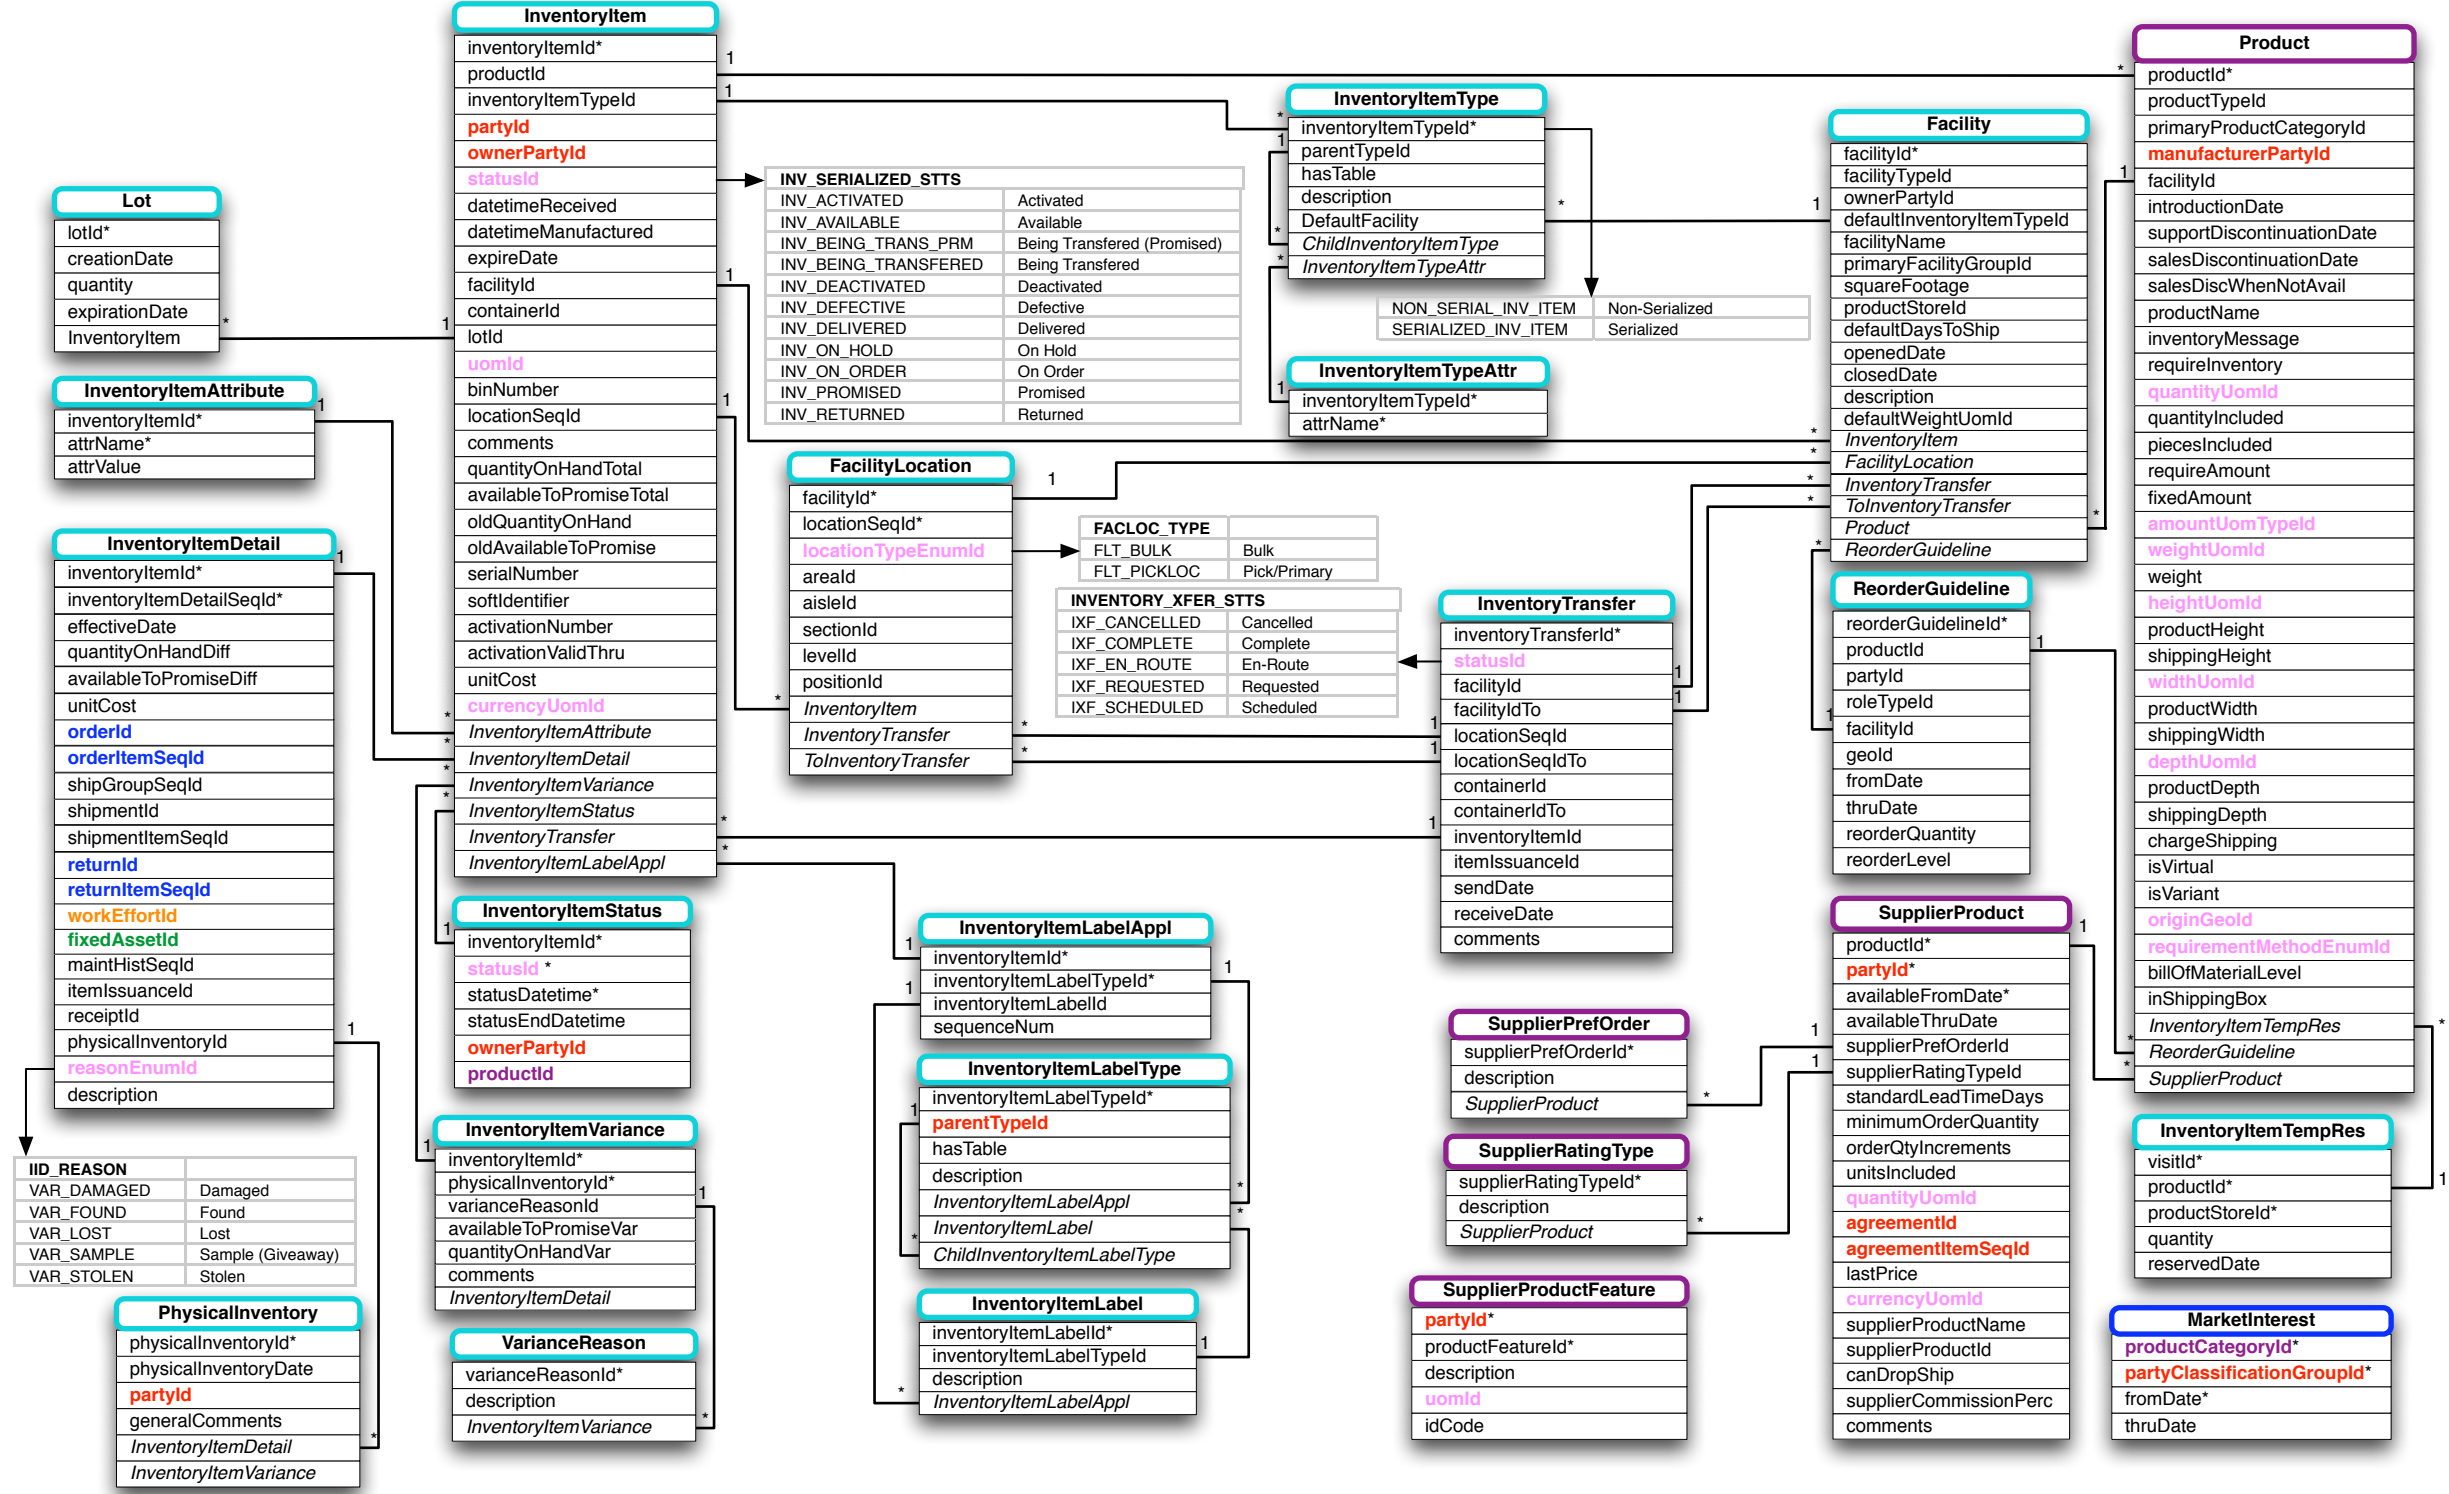 InventoryItem
inventoryItemId*
productId
inventoryItemTypeId
partyId
ownerPartyId
statusId
datetimeReceived
datetimeManufactured
expireDate
facilityId
containerId
lotId
uomId
binNumber
locationSeqId
comments
quantityOnHandTotal
availableToPromiseTotal
oldQuantityOnHand
oldAvailableToPromise
serialNumber
softIdentifier
activationNumber
activationValidThru
unitCost
currencyUomId
InventoryItemAttribute
InventoryItemDetail
InventoryItemVariance
InventoryItemStatus
InventoryTransfer
InventoryItemLabelAppl
Lot
lotId*
creationDate
quantity
expirationDate
InventoryItem
InventoryItemAttribute
inventoryItemId*
attrName*
attrValue
InventoryItemDetail
inventoryItemId*
inventoryItemDetailSeqId*
effectiveDate
quantityOnHandDiff
availableToPromiseDiff
unitCost
orderId
orderItemSeqId
shipGroupSeqId
shipmentId
shipmentItemSeqId
returnId
returnItemSeqId
workEffortId
fixedAssetId
maintHistSeqId
itemIssuanceId
receiptId
physicalInventoryId
reasonEnumId
description
IID_REASON
VAR_DAMAGED Damaged
VAR_FOUND Found
VAR_LOST Lost
VAR_SAMPLE Sample (Giveaway)
VAR_STOLEN Stolen
PhysicalInventory
physicalInventoryId*
physicalInventoryDate
partyId
generalComments
InventoryItemDetail
InventoryItemVariance
InventoryItemStatus
inventoryItemId*
statusId *
statusDatetime*
statusEndDatetime
ownerPartyId
productId
InventoryItemVariance
inventoryItemId*
physicalInventoryId*
varianceReasonId
availableToPromiseVar
quantityOnHandVar
comments
InventoryItemDetail
VarianceReason
varianceReasonId*
description
InventoryItemVariance
INV_SERIALIZED_STTS
INV_ACTIVATED Activated
INV_AVAILABLE Available
INV_BEING_TRANS_PRM Being Transfered (Promised)
INV_BEING_TRANSFERED Being Transfered
INV_DEACTIVATED Deactivated
INV_DEFECTIVE Defective
INV_DELIVERED Delivered
INV_ON_HOLD On Hold
INV_ON_ORDER On Order
INV_PROMISED Promised
INV_RETURNED Returned
InventoryItemType
inventoryItemTypeId*
parentTypeId
hasTable
description
DefaultFacility
ChildInventoryItemType
InventoryItemTypeAttr
NON_SERIAL_INV_ITEM Non-Serialized
SERIALIZED_INV_ITEM Serialized
InventoryItemTypeAttr
inventoryItemTypeId*
attrName*
FacilityLocation
facilityId*
locationSeqId*
locationTypeEnumId
areaId
aisleId
sectionId
levelId
positionId
InventoryItem
InventoryTransfer
ToInventoryTransfer
FACLOC_TYPE
FLT_BULK Bulk
FLT_PICKLOC Pick/Primary
INVENTORY_XFER_STTS
IXF_CANCELLED Cancelled
IXF_COMPLETE Complete
IXF_EN_ROUTE En-Route
IXF_REQUESTED Requested
IXF_SCHEDULED Scheduled
InventoryTransfer
inventoryTransferId*
statusId
facilityId
facilityIdTo
locationSeqId
locationSeqIdTo
containerId
containerIdTo
inventoryItemId
itemIssuanceId
sendDate
receiveDate
comments
InventoryItemLabelAppl
inventoryItemId*
inventoryItemLabelTypeId*
inventoryItemLabelId
sequenceNum
InventoryItemLabelType
inventoryItemLabelTypeId*
parentTypeId
hasTable
description
InventoryItemLabelAppl
InventoryItemLabel
ChildInventoryItemLabelType
InventoryItemLabel
inventoryItemLabelId*
inventoryItemLabelTypeId
description
InventoryItemLabelAppl
Facility
facilityId*
facilityTypeId
ownerPartyId
defaultInventoryItemTypeId
facilityName
primaryFacilityGroupId
squareFootage
productStoreId
defaultDaysToShip
openedDate
closedDate
description
defaultWeightUomId
InventoryItem
FacilityLocation
InventoryTransfer
ToInventoryTransfer
Product
ReorderGuideline
ReorderGuideline
reorderGuidelineId*
productId
partyId
roleTypeId
facilityId
geoId
fromDate
thruDate
reorderQuantity
reorderLevel
SupplierPrefOrder
supplierPrefOrderId*
description
SupplierProduct
SupplierRatingType
supplierRatingTypeId*
description
SupplierProduct
SupplierProductFeature
partyId*
productFeatureId*
description
uomId
idCode
SupplierProduct
productId*
partyId*
availableFromDate*
availableThruDate
supplierPrefOrderId
supplierRatingTypeId
standardLeadTimeDays
minimumOrderQuantity
orderQtyIncrements
unitsIncluded
quantityUomId
agreementId
agreementItemSeqId
lastPrice
currencyUomId
supplierProductName
supplierProductId
canDropShip
supplierCommissionPerc
comments
Product
productId*
productTypeId
primaryProductCategoryId
manufacturerPartyId
facilityId
introductionDate
supportDiscontinuationDate
salesDiscontinuationDate
salesDiscWhenNotAvail
productName
inventoryMessage
requireInventory
quantityUomId
quantityIncluded
piecesIncluded
requireAmount
fixedAmount
amountUomTypeId
weightUomId
weight
heightUomId
productHeight
shippingHeight
widthUomId
productWidth
shippingWidth
depthUomId
productDepth
shippingDepth
chargeShipping
isVirtual
isVariant
originGeoId
requirementMethodEnumId
billOfMaterialLevel
inShippingBox
InventoryItemTempRes
ReorderGuideline
SupplierProduct
InventoryItemTempRes
visitId*
productId*
productStoreId*
quantity
reservedDate
MarketInterest
productCategoryId*
partyClassificationGroupId*
fromDate*
thruDate